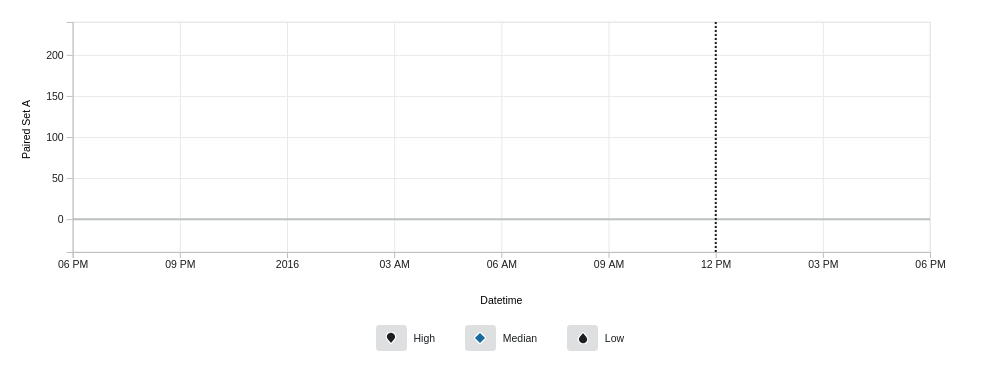 Paired Set A
200
150
100
50
0
06 PM 09 PM 2016 03 AM 06 AM 09 AM 12 PM 03 PM 06 PM
Datetime
High Median Low